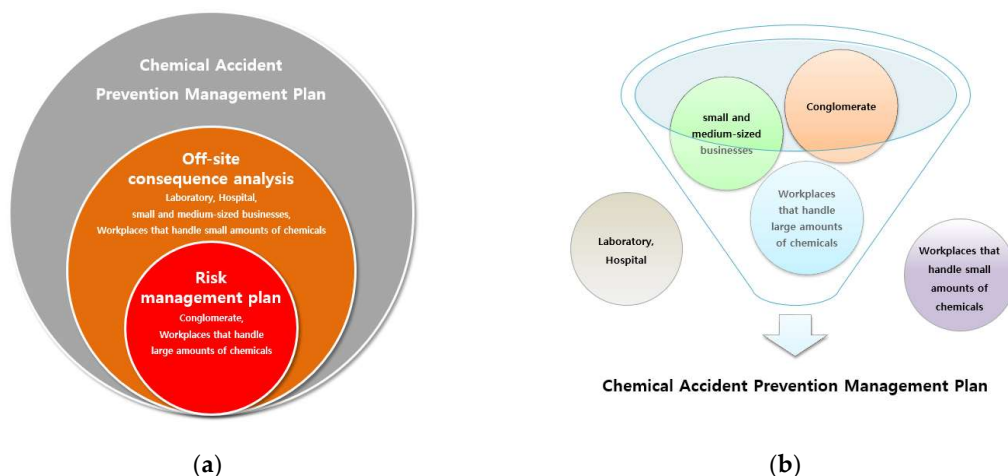 Chemical Accident
Prevention Management Plan
Off-site
consequence analysis
Laboratory, Hospital,
small and medium-sized businesses,
Workplaces that handle small amounts of chemicals
Risk
management plan
Conglomerate,
Workplaces that handle
large amounts of chemicals
(a)
Conglomerate
small and
medium-sized
businesses
Workplaces
that handle
large amounts
of chemicals
Laboratory,
Hospital
Workplaces that
handle small
amounts of
chemicals
Chemical Accident Prevention Management Plan
(b)